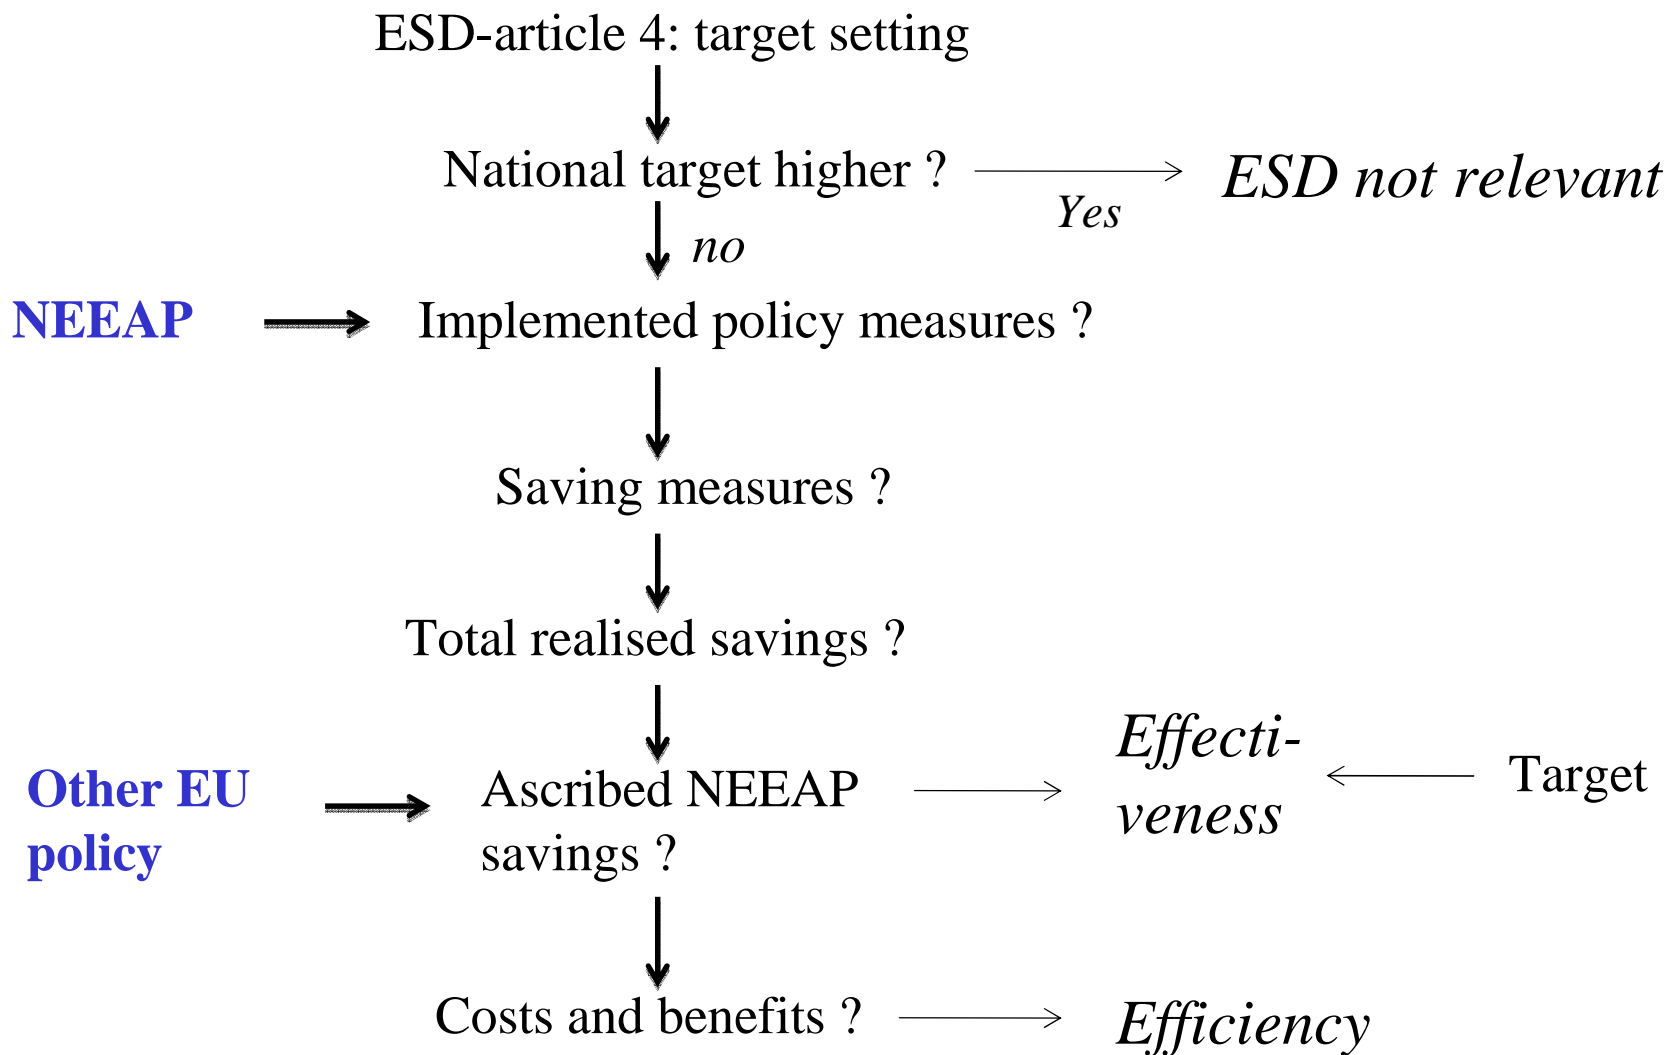 ESD-article 4: target setting
National target higher ?
Yes
ESD not relevant
no
NEEAP
Implemented policy measures ?
Saving measures ?
Total realised savings ?
Other EU
policy
Ascribed NEEAP
savings ?
Effecti-
veness
Target
Costs and benefits ?
Efficiency